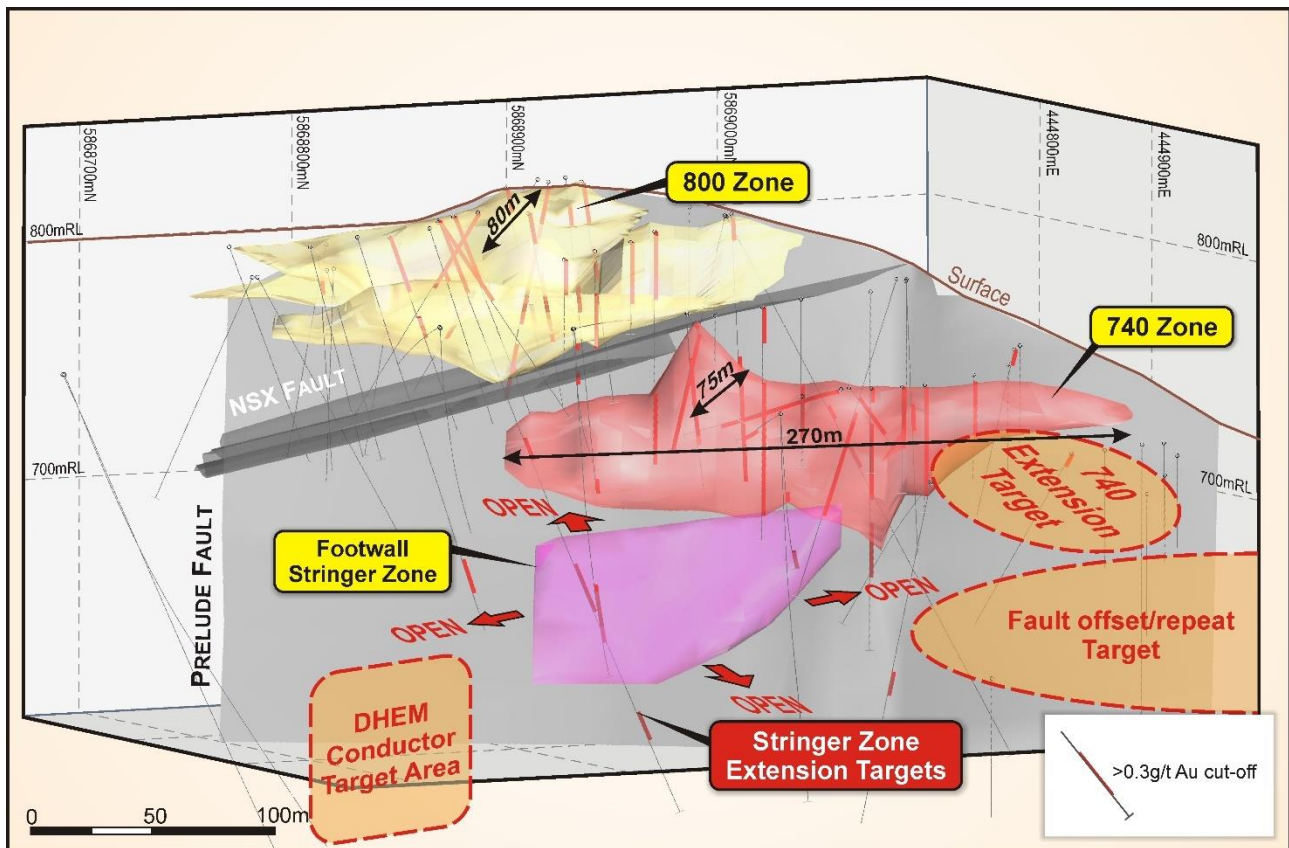 5868700mN
5868800mN
5868900mN
5869000mN
444800mE
444900mE
800 Zone
80m
800mRL
800mRL
Surface
740 Zone
NSX FAULT
75m
270m
700mRL
700mRL
740
Extension
Target
OPEN
Footwall
Stringer Zone
PRELUDE FAULT
OPEN
OPEN
Fault offset/repeat
Target
OPEN
DHEM
Conductor
Target Area
Stringer Zone
Extension Targets
>0.3g/t Au cut-off
0 50 100m